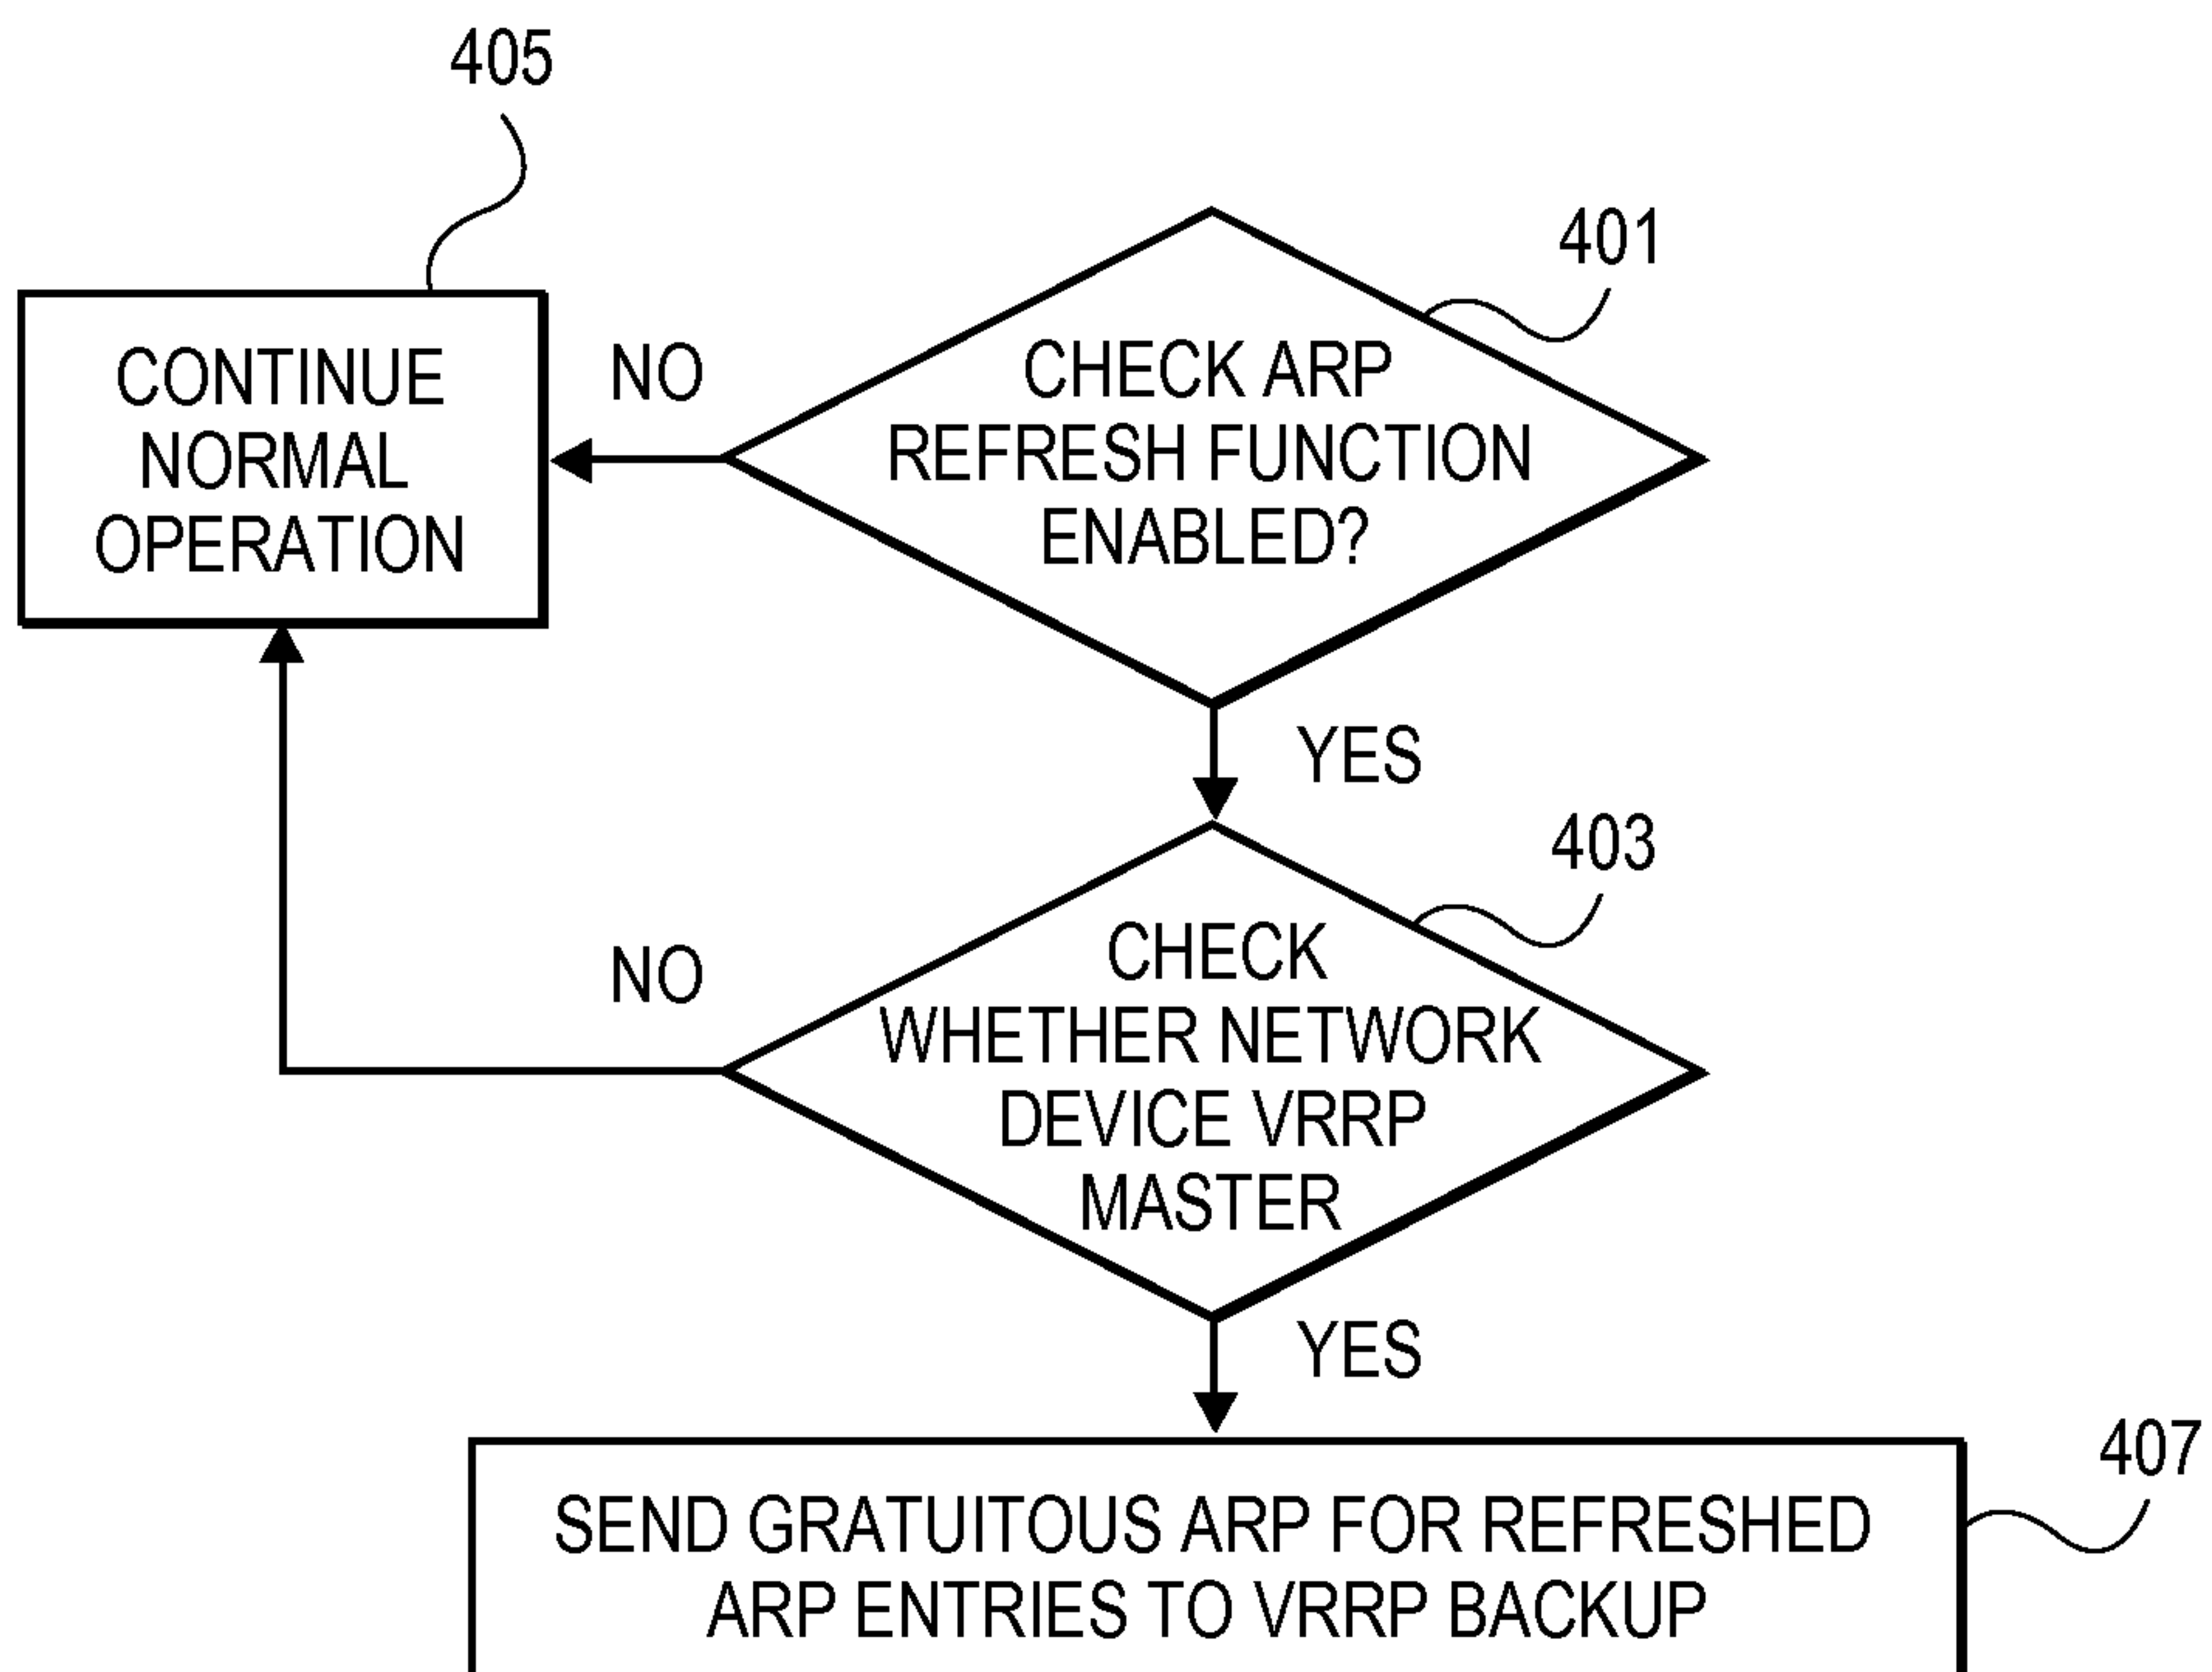 405
401
CONTINUE
NORMAL
OPERATION
NO
CHECK ARP
REFRESH FUNCTION
ENABLED?
YES
403
NO
CHECK
WHETHER NETWORK
DEVICE VRRP
MASTER
YES
407
SEND GRATUITOUS ARP FOR REFRESHED
ARP ENTRIES TO VRRP BACKUP